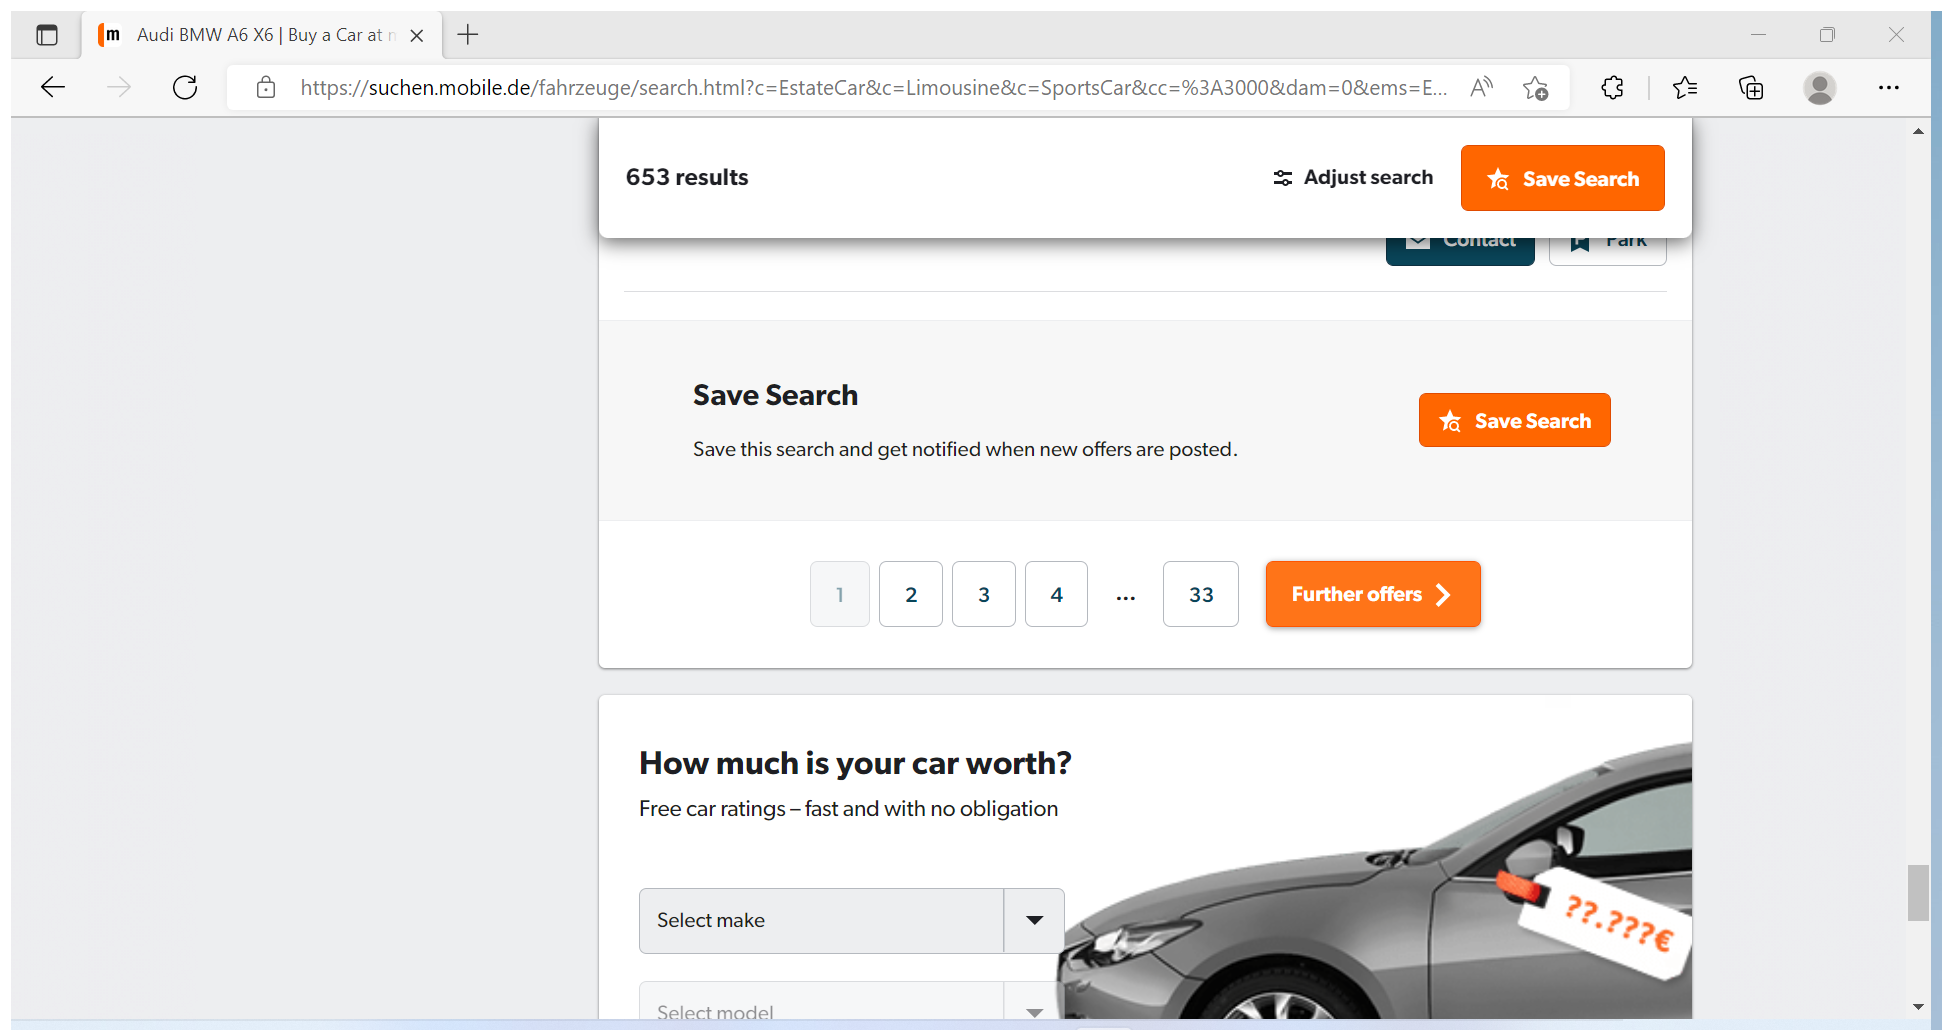 m Audi BMW A6 X6 | Buy a Car at m
https://suchen.mobile.de/fahrzeuge/search.html?c=EstateCar&c=Limousine&c=SportsCar&cc=%3A3000&dam=0&ems=E...
653 results
Adjust search
Save Search
Contact
Park
Save Search
Save Search
Save this search and get notified when new offers are posted.
1 2 3 4 ... 33 Further offers
How much is your car worth?
Free car ratings – fast and with no obligation
??.???€
Select make
Select model